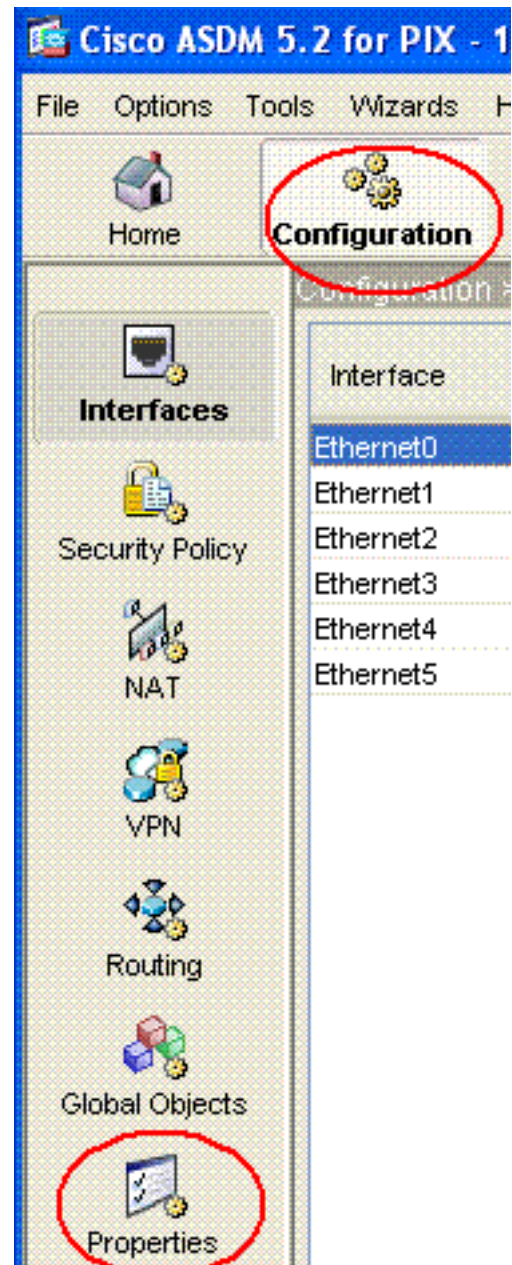 Cisco ASDM 5.2 for PIX - 1
File Options Tools Wizards H
Home Configuration
Configuration >
Interfaces
Security Policy
NAT
VPN
Routing
Global Objects
Properties
Interface
Ethernet0
Ethernet1
Ethernet2
Ethernet3
Ethernet4
Ethernet5